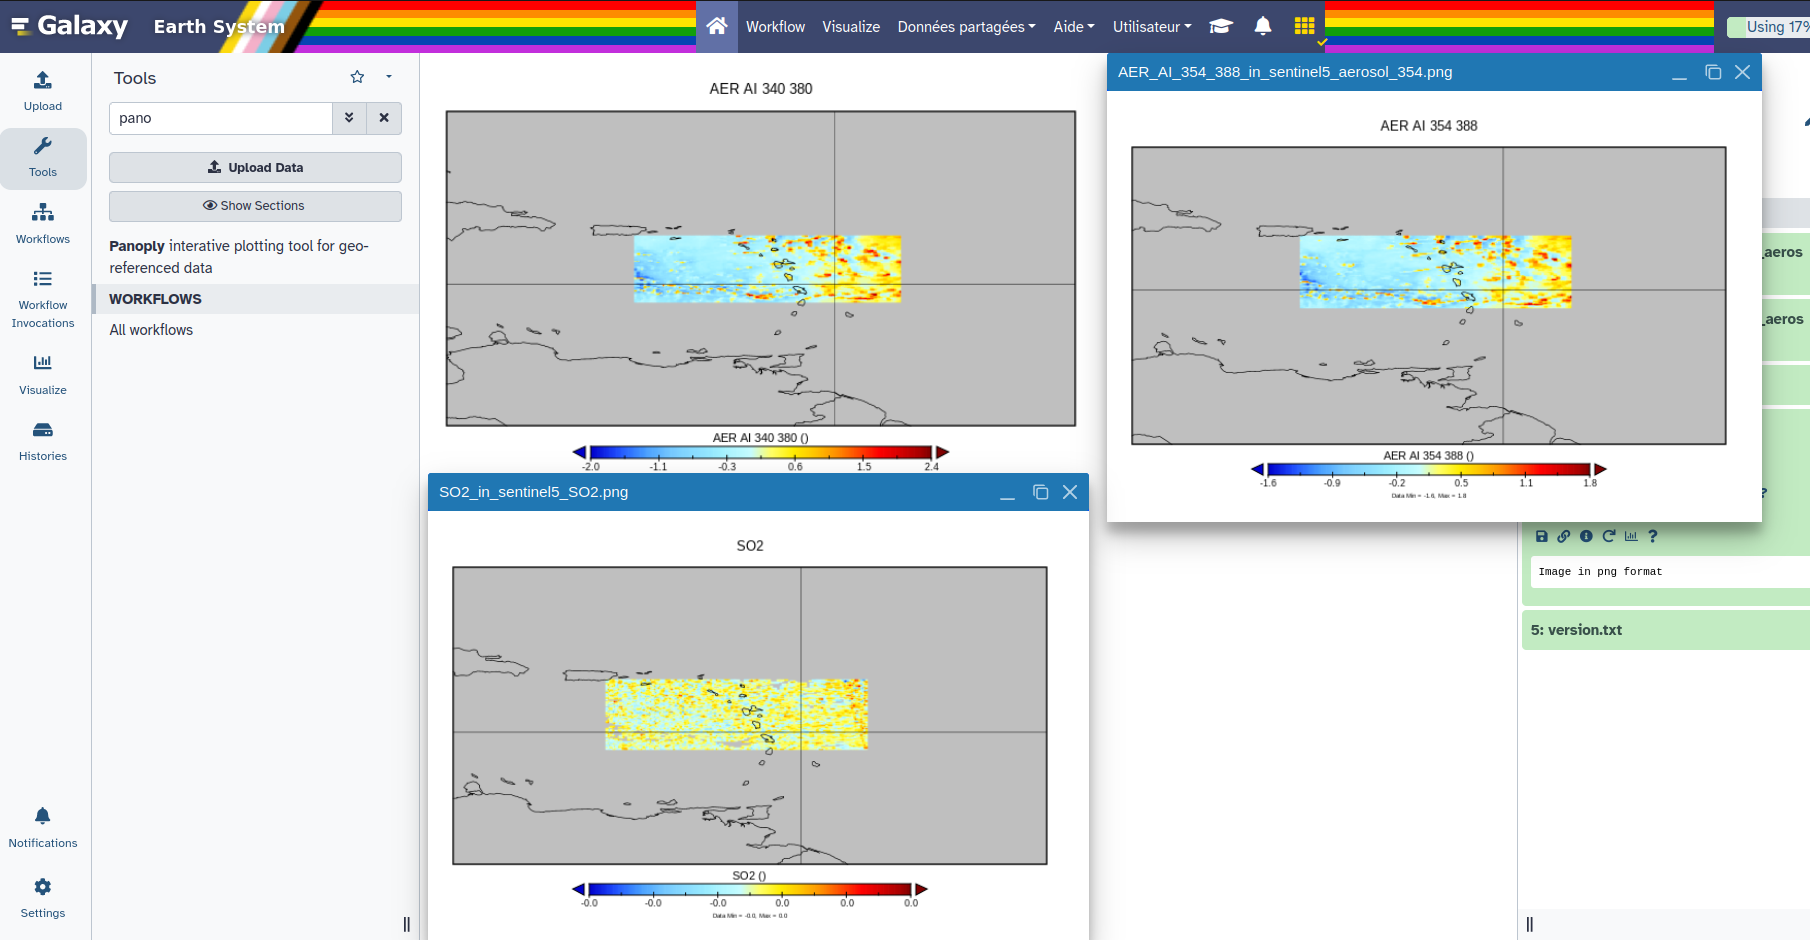 Galaxy Earth System
Workflow Visualize Données partagées Aide Utilisateur
Using 17%
Upload
Tools
Workflows
Workflow
Invocations
Visualize
Histories
Notifications
Settings
Tools
pano
Upload Data
Show Sections
Panoply interative plotting tool for geo-
referenced data
WORKFLOWS
All workflows
AER AI 340 380
AER AI 340 380 ()
-2.0 -1.1 -0.3 0.6 1.5 2.4
SO2_in_sentinel5_SO2.png
SO2
SO2 ()
-0.0 -0.0 -0.0 0.0 0.0 0.0
Data Min = -0.0, Max = 0.0
AER_AI_354_388_in_sentinel5_aerosol_354.png
AER AI 354 388
AER AI 354 388 ()
-1.6 -0.9 -0.2 0.5 1.1 1.8
Data Min = -1.6, Max = 1.8
_aeros
_aeros
?
?
Image in png format
5: version.txt